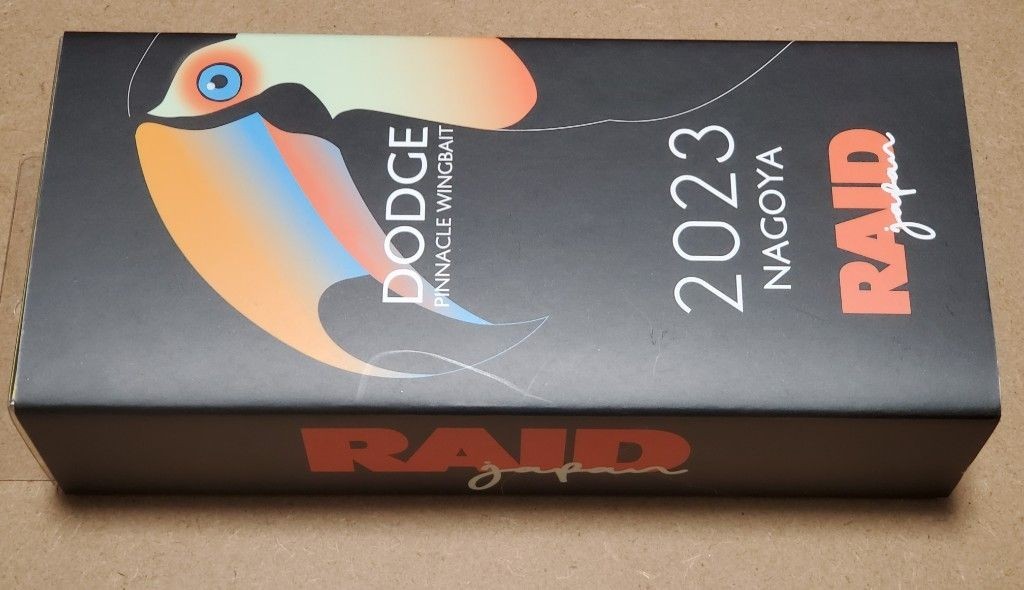 DODGE
PINNACLE WINGBAIT
2023
NAGOYA
RAID
japan
RAID
japan